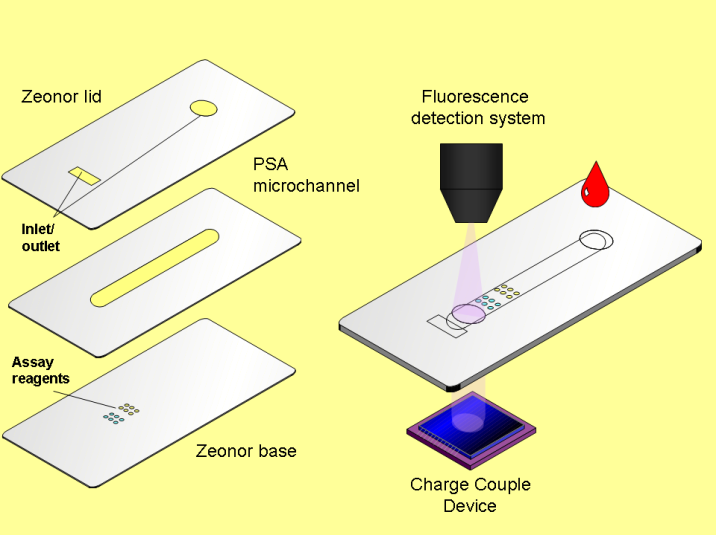 Zeonor lid
Inlet/
outlet
PSA
microchannel
Assay
reagents
Zeonor base
Fluorescence
detection system
Charge Couple
Device